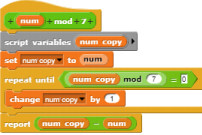 + num + mod + 7 +
script variables num copy
set num copy to num
repeat until num copy mod 7 = 0
change num copy by 1
report num copy - num